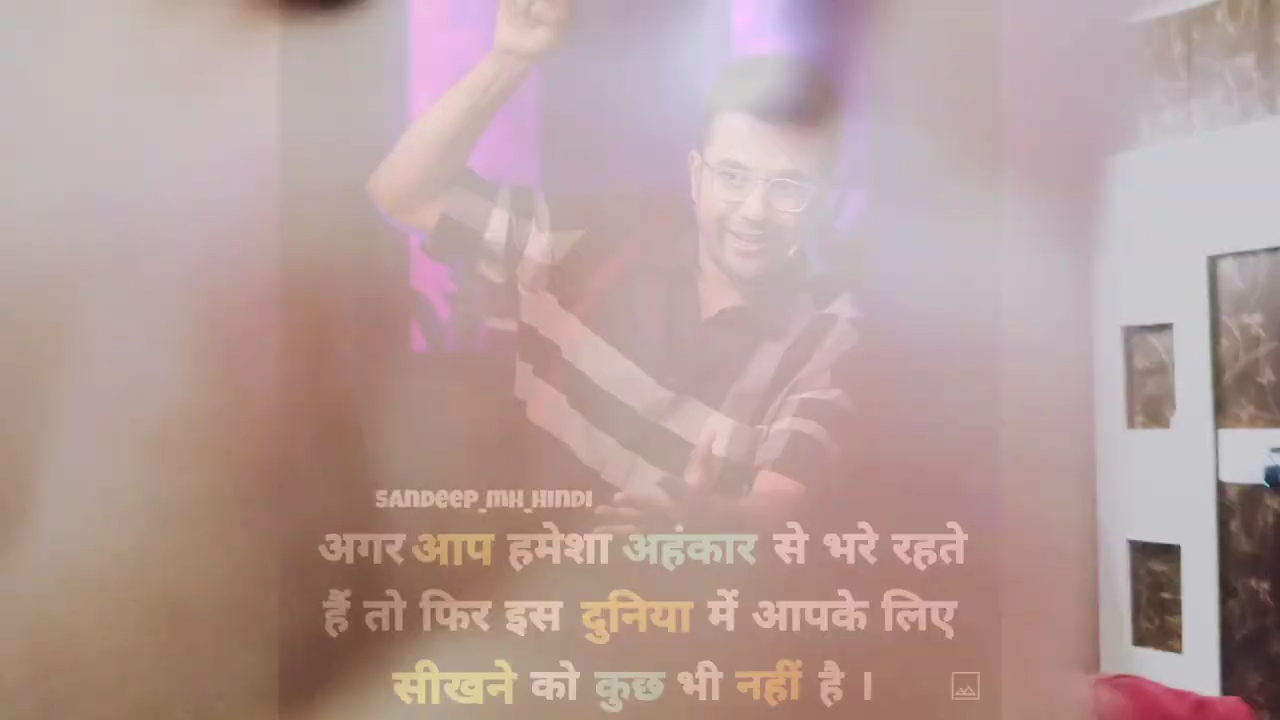 SANDEEP_MH_HINDI
अगर आप हमेशा अहंकार से भरे रहते
हैं तो फिर इस दुनिया में आपके लिए
सीखने को कुछ भी नहीं है ।